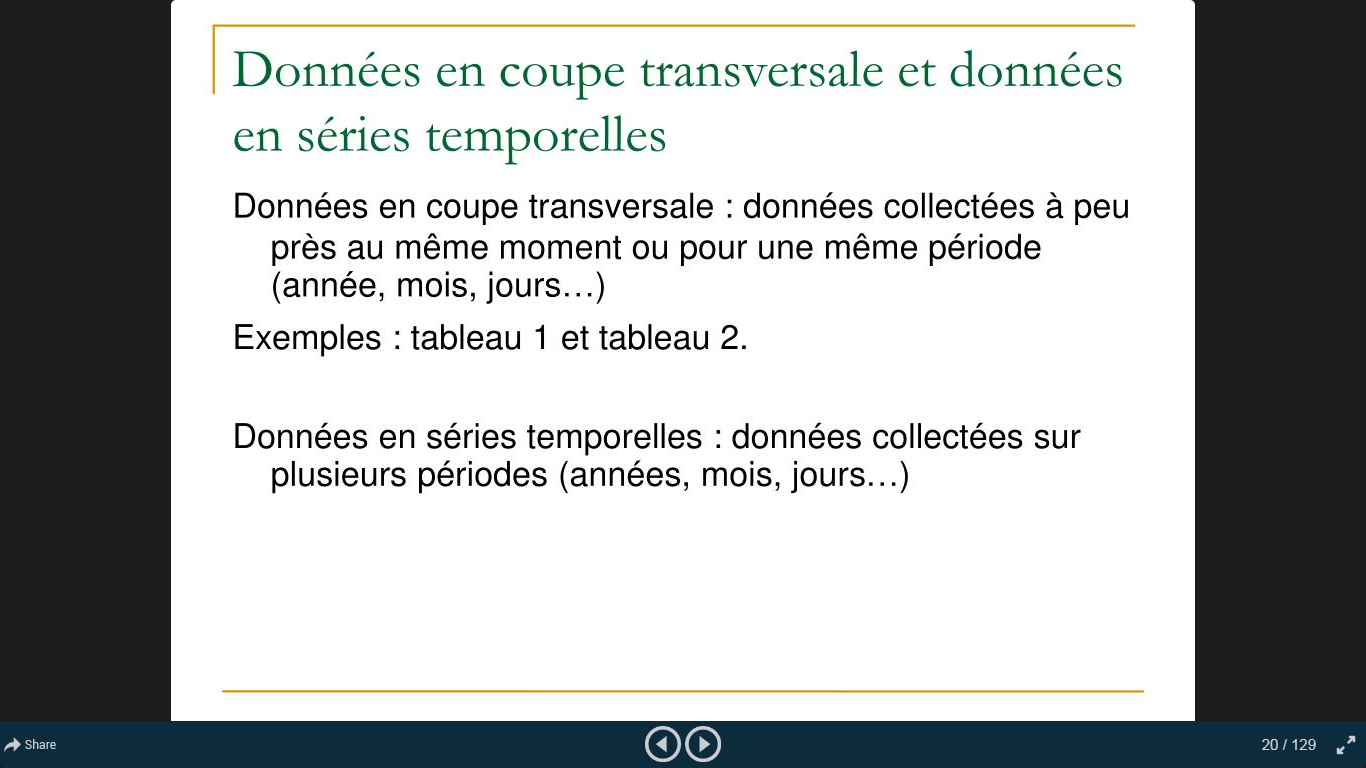 Données en coupe transversale et données
en séries temporelles
Données en coupe transversale : données collectées à peu
près au même moment ou pour une même période
(année, mois, jours…)
Exemples : tableau 1 et tableau 2.
Données en séries temporelles : données collectées sur
plusieurs périodes (années, mois, jours…)
Share
20 / 129